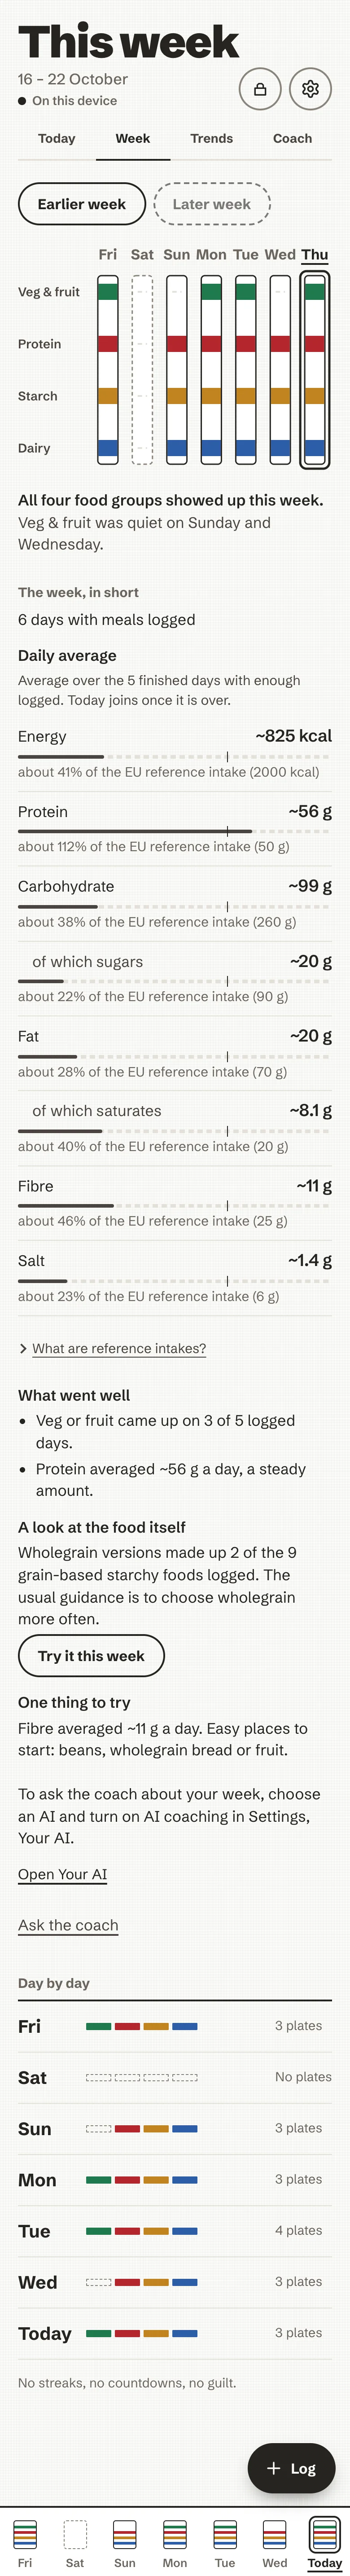 This week
16 – 22 October
On this device
Today Week Trends Coach
Earlier week Later week
Fri Sat Sun Mon Tue Wed Thu
Veg & fruit
Protein
Starch
Dairy
All four food groups showed up this week.
Veg & fruit was quiet on Sunday and
Wednesday.
The week, in short
6 days with meals logged
Daily average
Average over the 5 finished days with enough
logged. Today joins once it is over.
Energy ~825 kcal
about 41% of the EU reference intake (2000 kcal)
Protein ~56 g
about 112% of the EU reference intake (50 g)
Carbohydrate ~99 g
about 38% of the EU reference intake (260 g)
of which sugars ~20 g
about 22% of the EU reference intake (90 g)
Fat ~20 g
about 28% of the EU reference intake (70 g)
of which saturates ~8.1 g
about 40% of the EU reference intake (20 g)
Fibre ~11 g
about 46% of the EU reference intake (25 g)
Salt ~1.4 g
about 23% of the EU reference intake (6 g)
What are reference intakes?
What went well
• Veg or fruit came up on 3 of 5 logged
days.
• Protein averaged ~56 g a day, a steady
amount.
A look at the food itself
Wholegrain versions made up 2 of the 9
grain-based starchy foods logged. The
usual guidance is to choose wholegrain
more often.
Try it this week
One thing to try
Fibre averaged ~11 g a day. Easy places to
start: beans, wholegrain bread or fruit.
To ask the coach about your week, choose
an AI and turn on AI coaching in Settings,
Your AI.
Open Your AI
Ask the coach
Day by day
Fri 3 plates
Sat No plates
Sun 3 plates
Mon 3 plates
Tue 4 plates
Wed 3 plates
Today 3 plates
No streaks, no countdowns, no guilt.
+ Log
Fri Sat Sun Mon Tue Wed Today